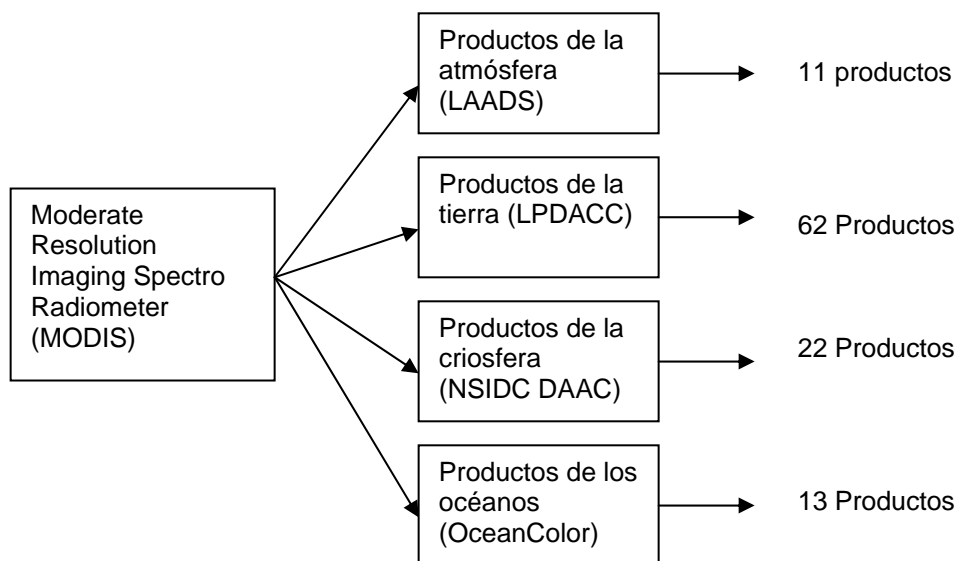 Moderate
Resolution
Imaging Spectro
Radiometer
(MODIS)
Productos de la
atmósfera
(LAADS)
11 productos
Productos de la
tierra (LPDACC)
62 Productos
Productos de la
criosfera
(NSIDC DAAC)
22 Productos
Productos de los
océanos
(OceanColor)
13 Productos